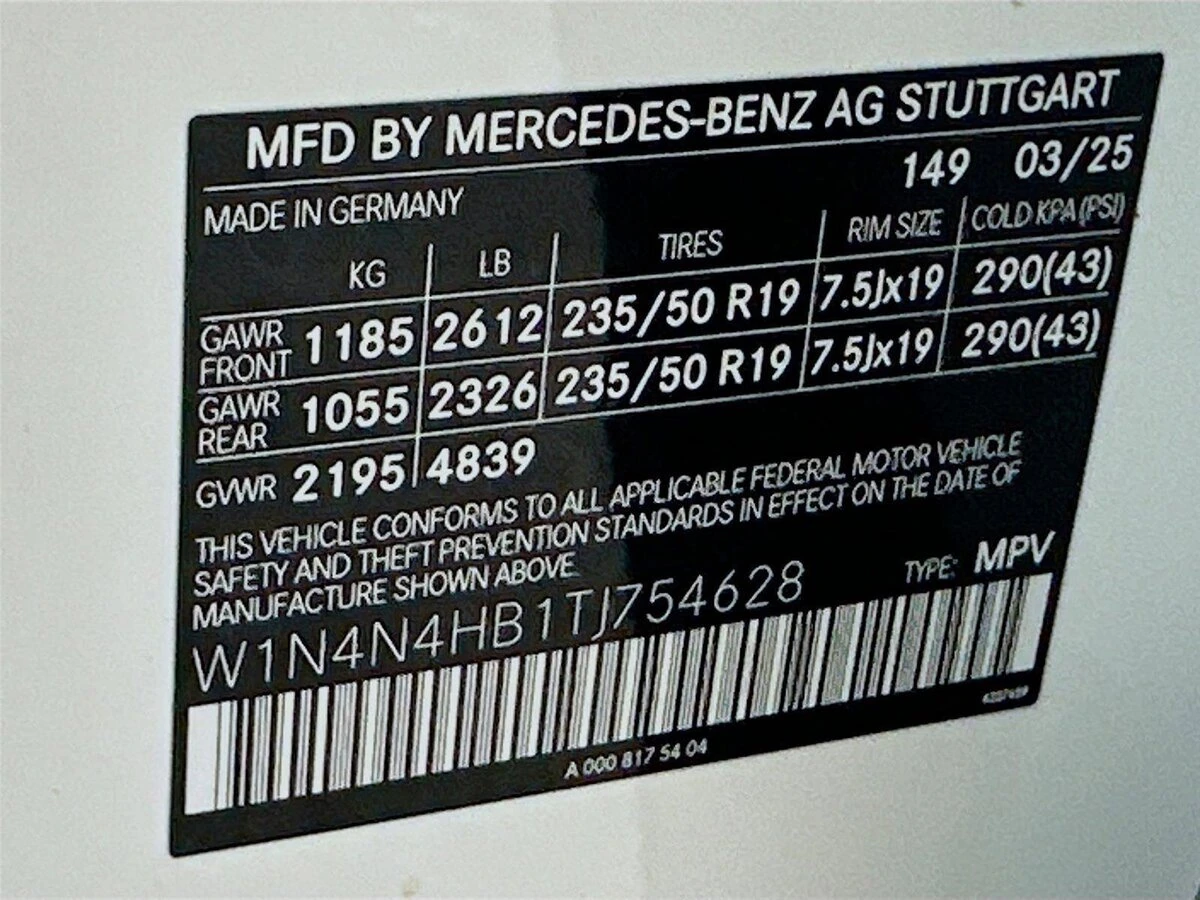 MFD BY MERCEDES-BENZ AG STUTTGART
149 03/25
MADE IN GERMANY
KG LB TIRES RIM SIZE COLD KPA(PSI)
GAWR FRONT 1185 2612 235/50 R19 7.5Jx19 290(43)
GAWR REAR 1055 2326 235/50 R19 7.5Jx19 290(43)
GVWR 2195 4839
THIS VEHICLE CONFORMS TO ALL APPLICABLE FEDERAL MOTOR VEHICLE
SAFETY AND THEFT PREVENTION STANDARDS IN EFFECT ON THE DATE OF
MANUFACTURE SHOWN ABOVE
TYPE: MPV
W1N4N4HB1TJ754628
A 000 817 54 04